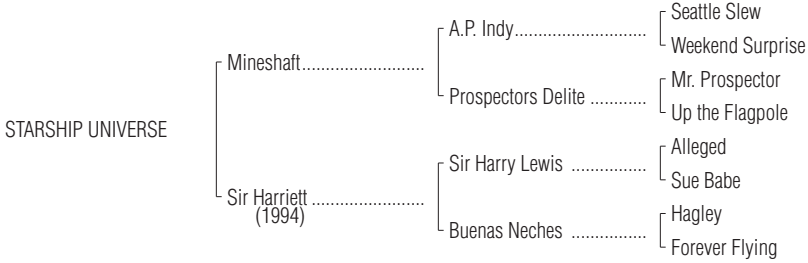 Seattle Slew
A.P. Indy...........................
Weekend Surprise
Mineshaft.........................
Mr. Prospector
Prospectors Delite ............
Up the Flagpole
STARSHIP UNIVERSE
Alleged
Sir Harry Lewis ................
Sue Babe
Sir Harriett .......................
(1994)
Hagley
Buenas Neches ................
Forever Flying